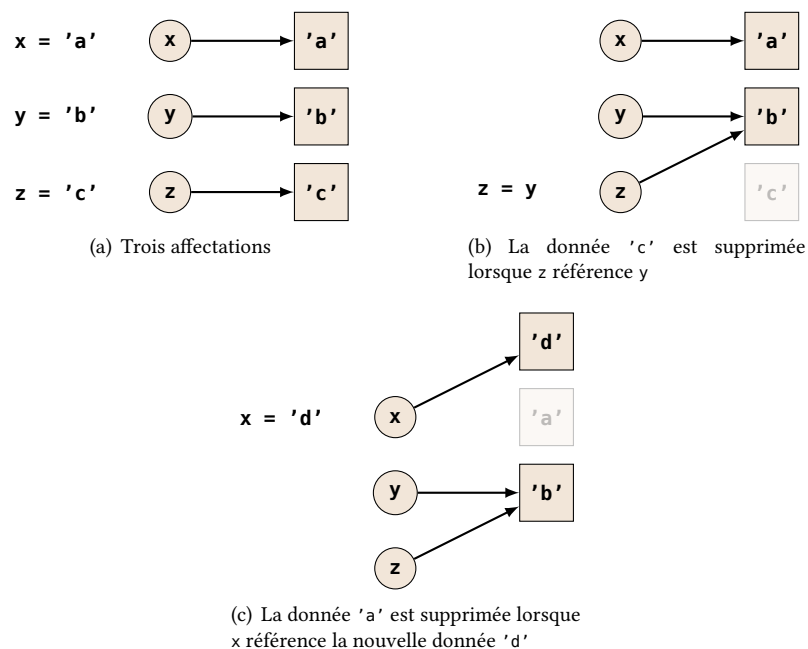 x = 'a' x 'a'
y = 'b' y 'b'
z = 'c' z 'c'
(a) Trois affectations
x 'a'
y 'b'
z = y z 'c'
(b) La donnée 'c' est supprimée
lorsque z référence y
'd'
x = 'd' x 'a'
y 'b'
z
(c) La donnée 'a' est supprimée lorsque
x référence la nouvelle donnée 'd'